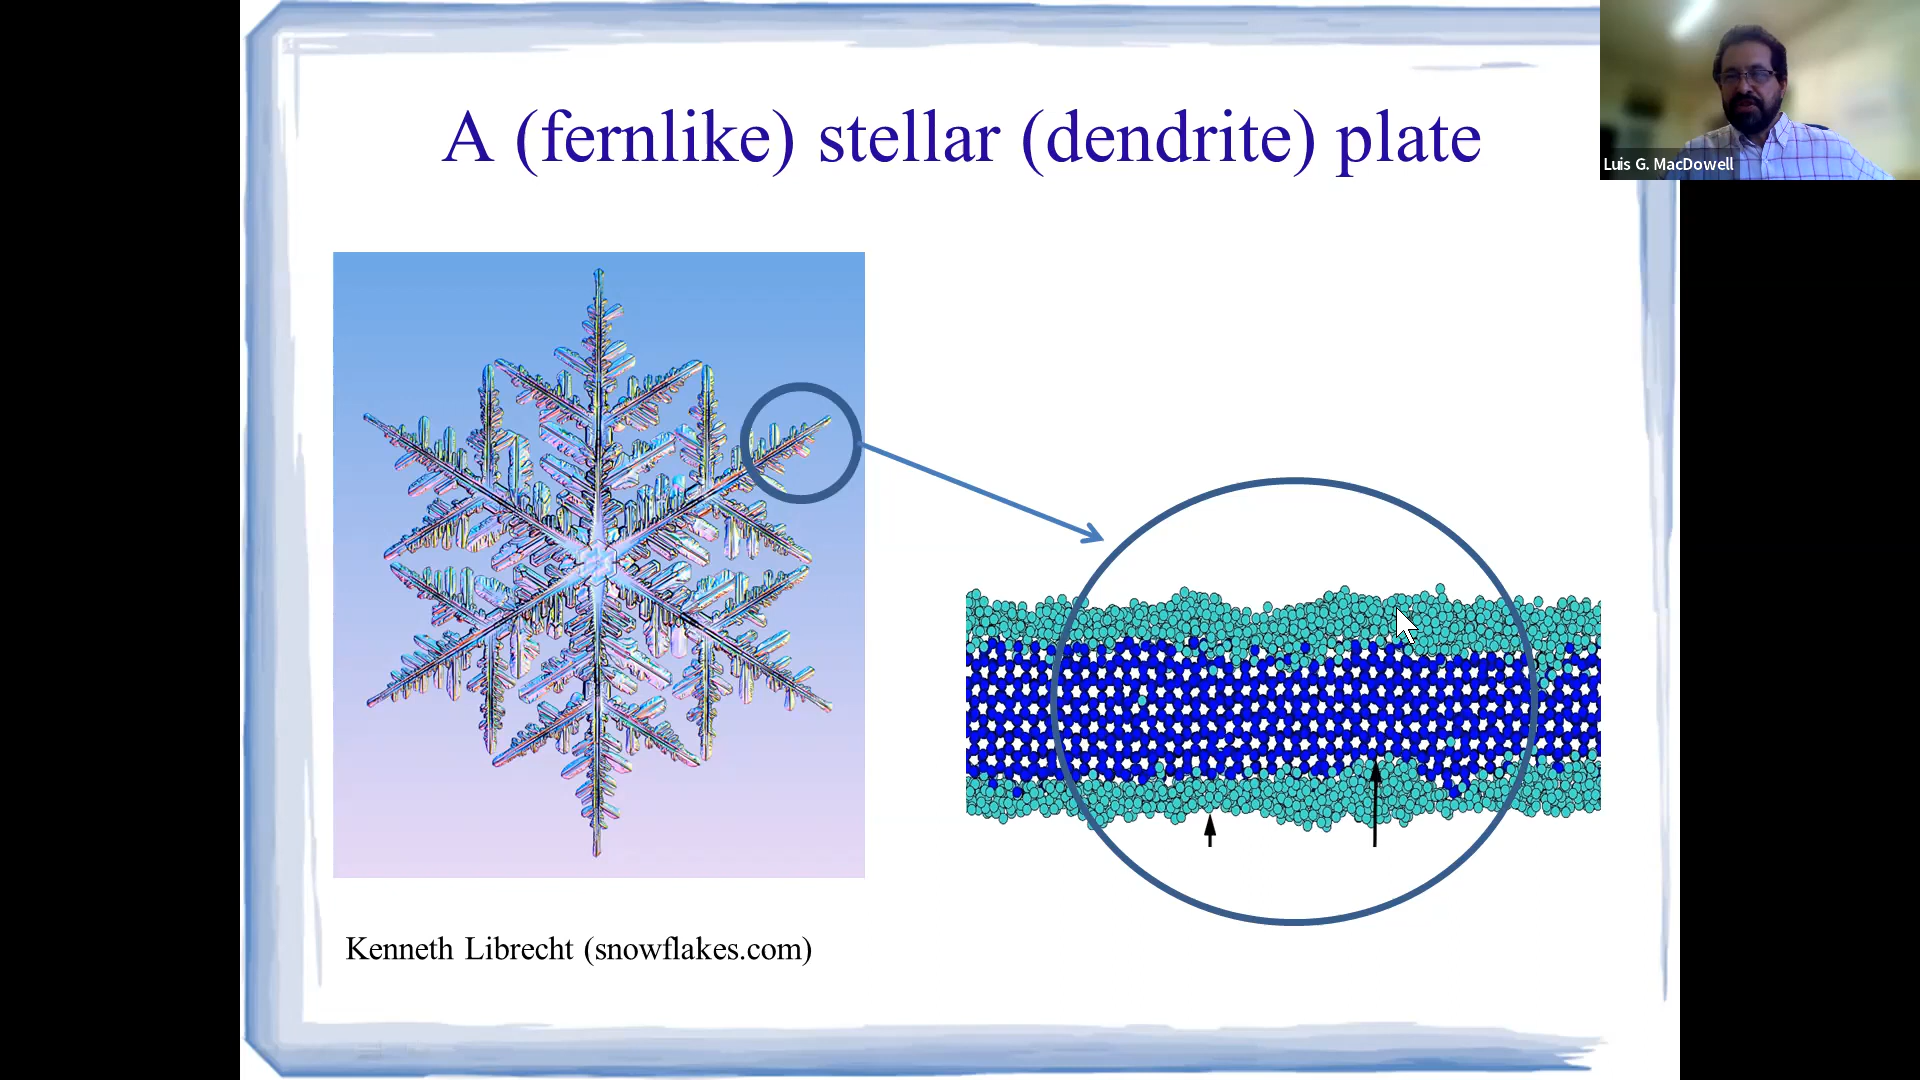 A (fernlike) stellar (dendrite) plate
Luis G. MacDowell
Kenneth Librecht (snowflakes.com)